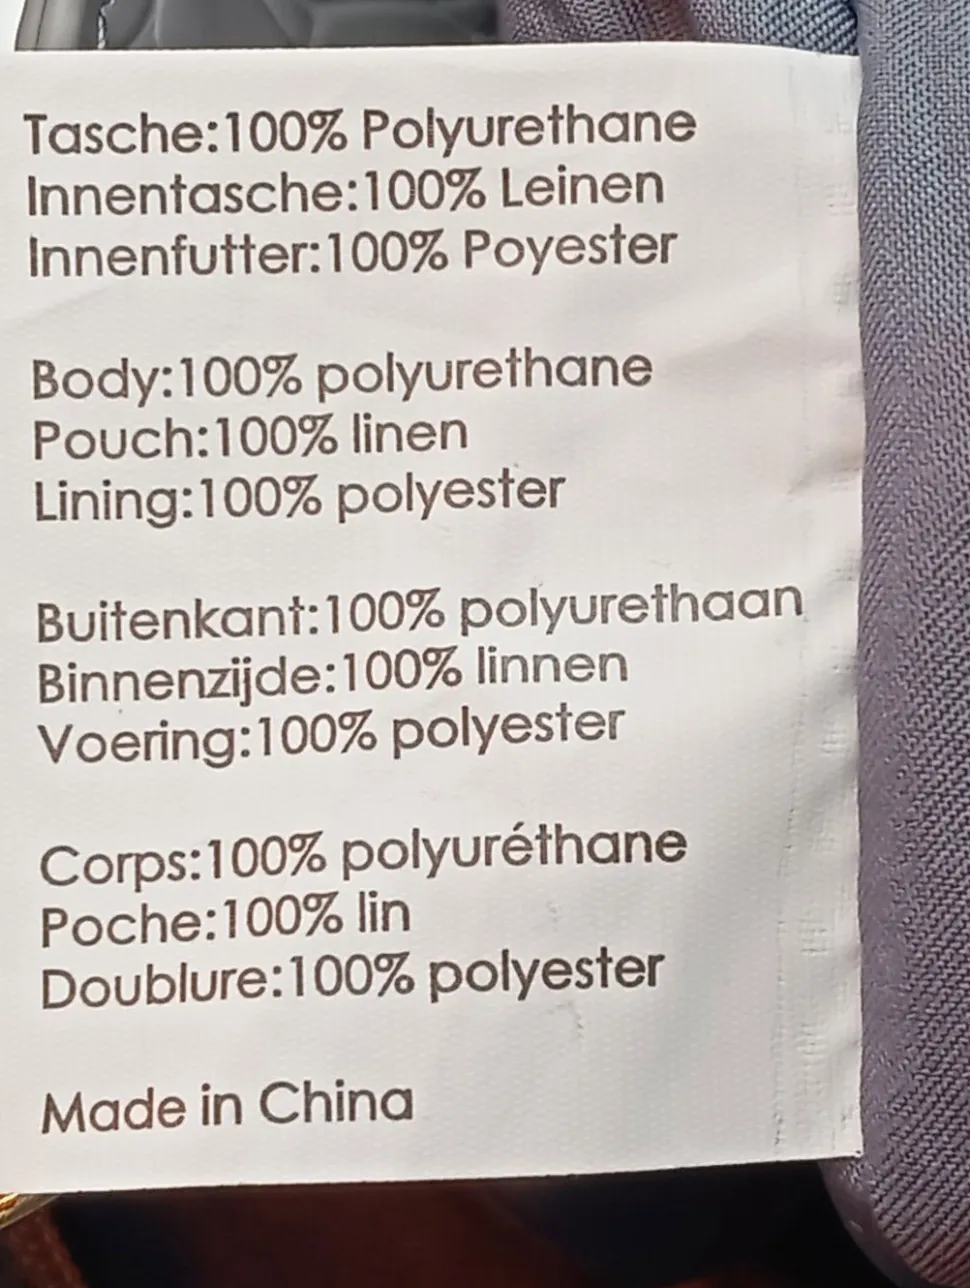 Tasche:100% Polyurethane
Innentasche:100% Leinen
Innenfutter:100% Poyester
Body:100% polyurethane
Pouch:100% linen
Lining:100% polyester
Buitenkant:100% polyurethaan
Binnenzijde:100% linnen
Voering:100% polyester
Corps:100% polyuréthane
Poche:100% lin
Doublure:100% polyester
Made in China